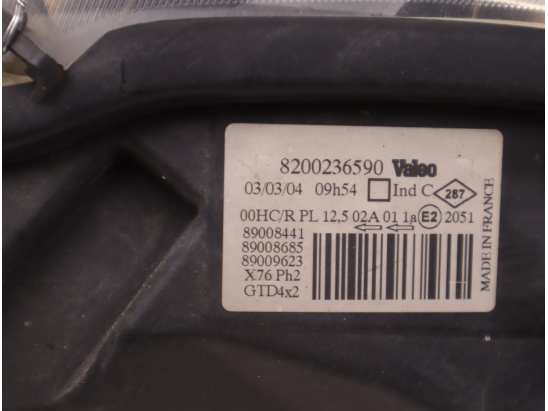 8200236590 Valeo
03/03/04 09h54 Ind C 287
00HC/R PL 12,5 02A 01 1a E2 2051
89008441
89008685
89009623
X76 Ph2
GTD4x2
MADE IN FRANCE